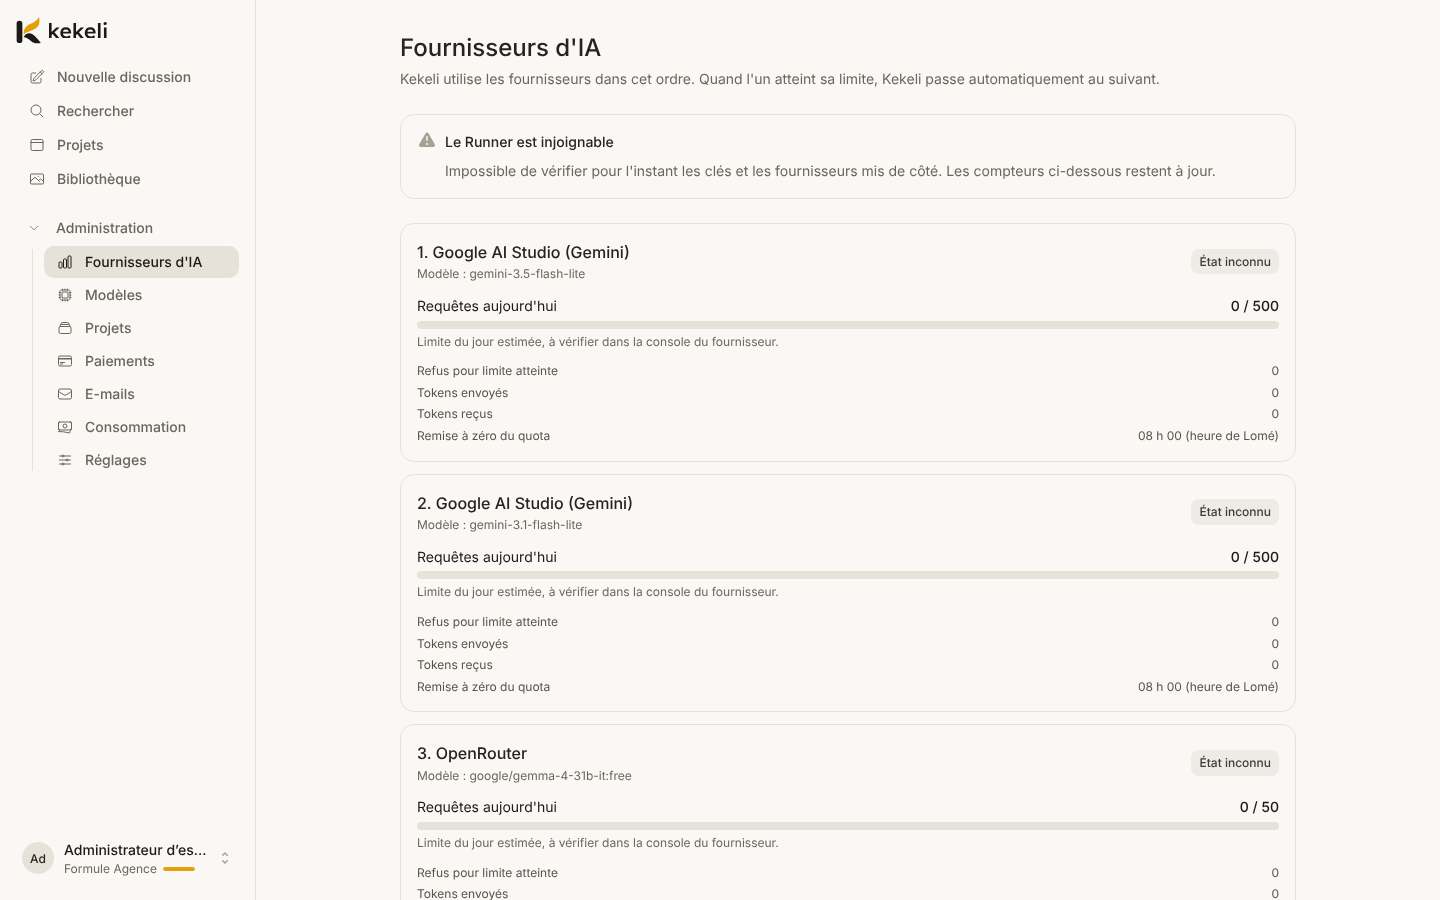 kekeli
Nouvelle discussion
Rechercher
Projets
Bibliothèque
Administration
Fournisseurs d'IA
Modèles
Projets
Paiements
E-mails
Consommation
Réglages
Ad
Administrateur d’es...
Formule Agence
Fournisseurs d'IA
Kekeli utilise les fournisseurs dans cet ordre. Quand l'un atteint sa limite, Kekeli passe automatiquement au suivant.
Le Runner est injoignable
Impossible de vérifier pour l'instant les clés et les fournisseurs mis de côté. Les compteurs ci-dessous restent à jour.
1. Google AI Studio (Gemini)
Modèle : gemini-3.5-flash-lite
État inconnu
Requêtes aujourd'hui 0 / 500
Limite du jour estimée, à vérifier dans la console du fournisseur.
Refus pour limite atteinte 0
Tokens envoyés 0
Tokens reçus 0
Remise à zéro du quota 08 h 00 (heure de Lomé)
2. Google AI Studio (Gemini)
Modèle : gemini-3.1-flash-lite
État inconnu
Requêtes aujourd'hui 0 / 500
Limite du jour estimée, à vérifier dans la console du fournisseur.
Refus pour limite atteinte 0
Tokens envoyés 0
Tokens reçus 0
Remise à zéro du quota 08 h 00 (heure de Lomé)
3. OpenRouter
Modèle : google/gemma-4-31b-it:free
État inconnu
Requêtes aujourd'hui 0 / 50
Limite du jour estimée, à vérifier dans la console du fournisseur.
Refus pour limite atteinte 0
Tokens envoyés 0